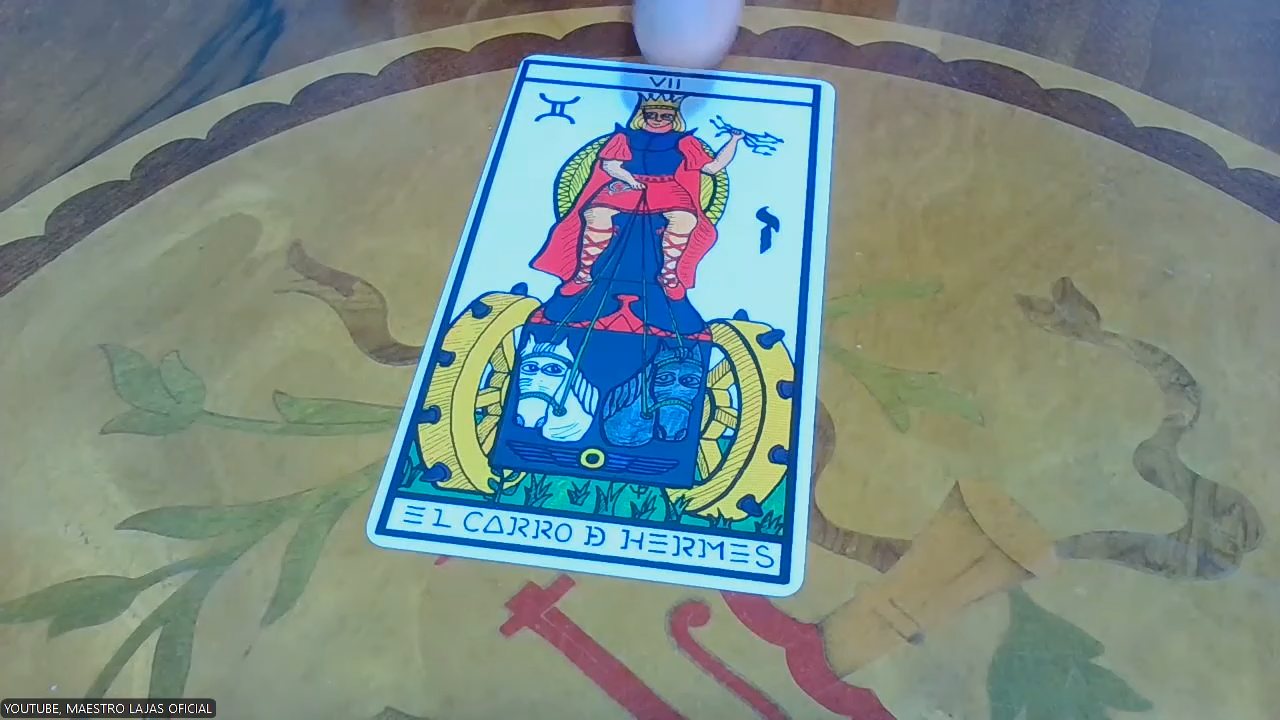 VII
♊
ז
EL CARRO D HERMES
YOUTUBE, MAESTRO LAJAS OFICIAL